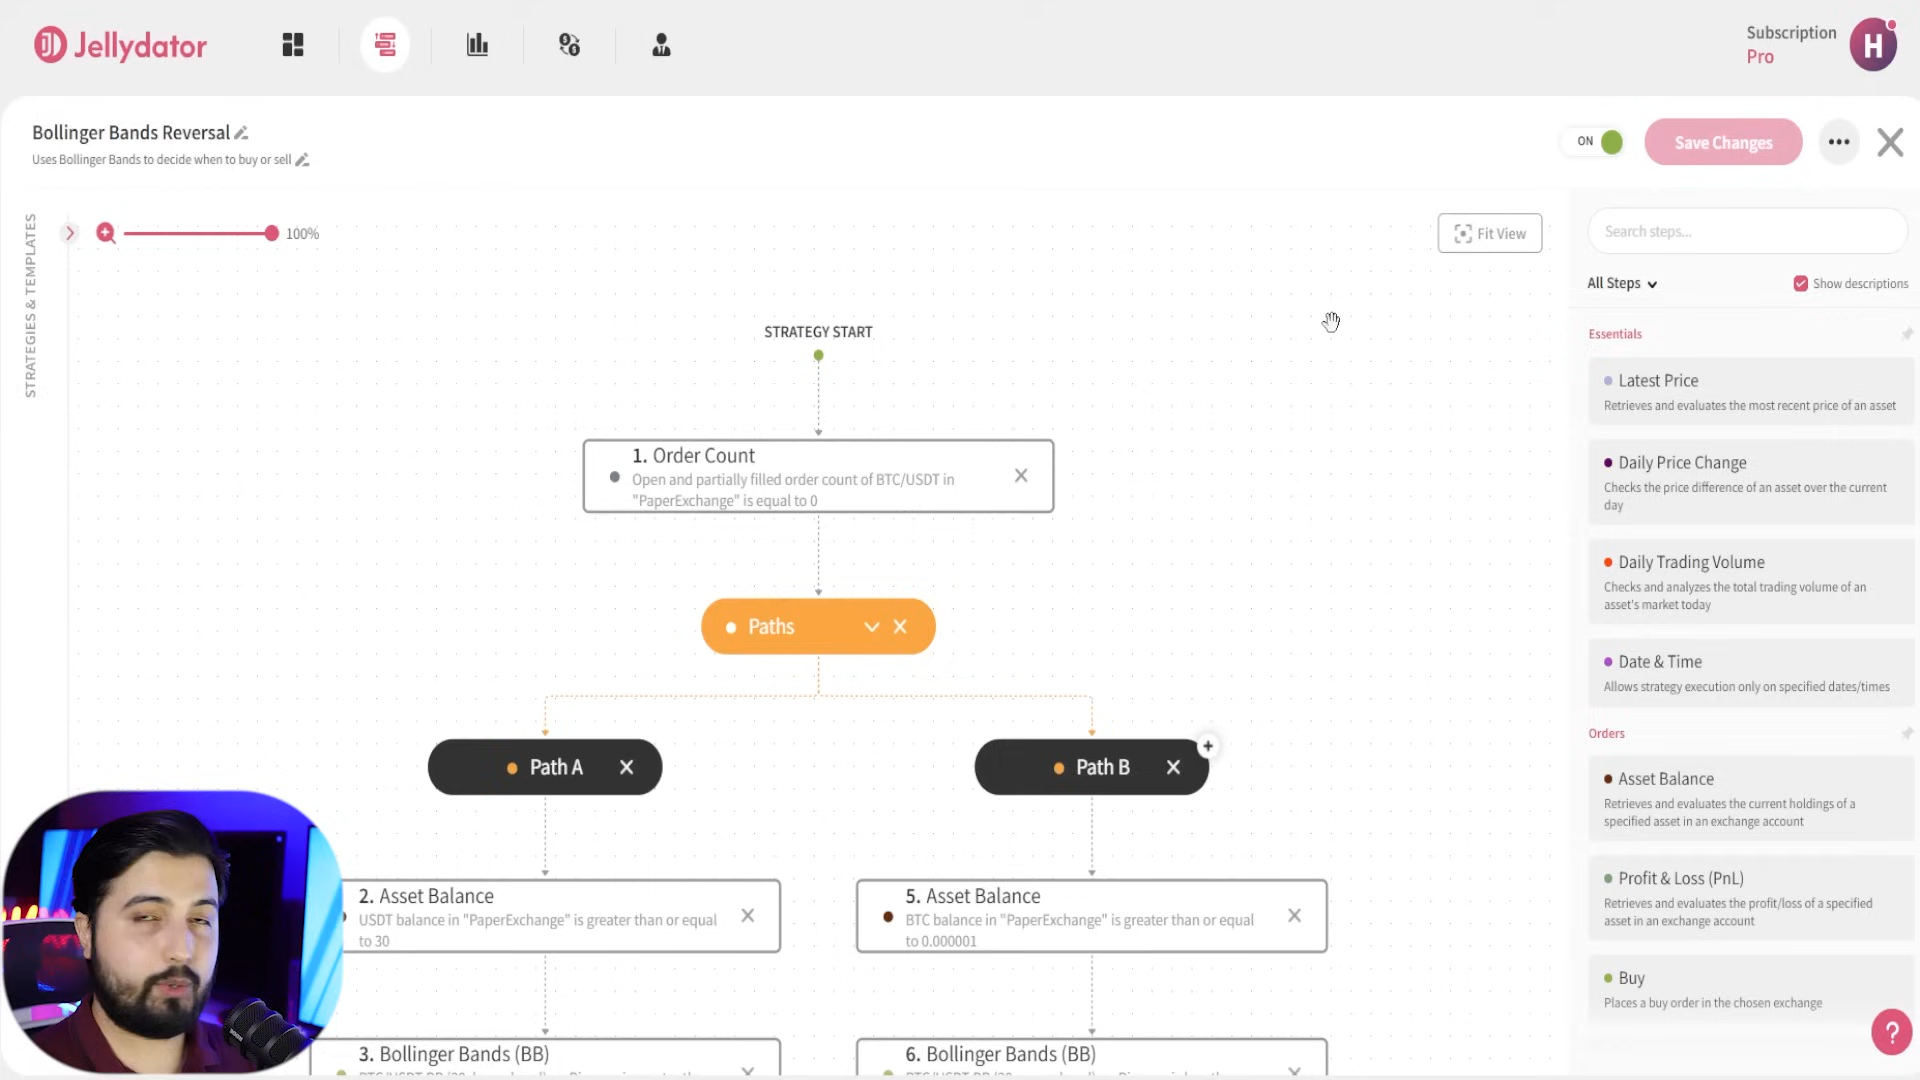 Jellydator
Subscription
Pro
H
Bollinger Bands Reversal
Uses Bollinger Bands to decide when to buy or sell
ON
Save Changes
STRATEGIES & TEMPLATES
100%
Fit View
Search steps...
All Steps
Show descriptions
STRATEGY START
1. Order Count
Open and partially filled order count of BTC/USDT in
"PaperExchange" is equal to 0
Paths
Path A
Path B
2. Asset Balance
USDT balance in "PaperExchange" is greater than or equal
to 30
5. Asset Balance
BTC balance in "PaperExchange" is greater than or equal
to 0.000001
3. Bollinger Bands (BB)
6. Bollinger Bands (BB)
Essentials
Latest Price
Retrieves and evaluates the most recent price of an asset
Daily Price Change
Checks the price difference of an asset over the current
day
Daily Trading Volume
Checks and analyzes the total trading volume of an
asset's market today
Date & Time
Allows strategy execution only on specified dates/times
Orders
Asset Balance
Retrieves and evaluates the current holdings of a
specified asset in an exchange account
Profit & Loss (PnL)
Retrieves and evaluates the profit/loss of a specified
asset in an exchange account
Buy
Places a buy order in the chosen exchange
?